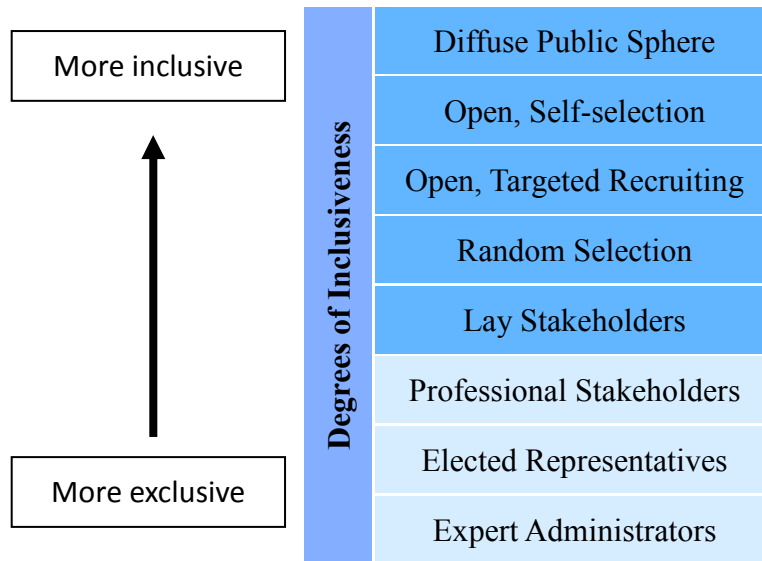 More inclusive
More exclusive
Degrees of Inclusiveness
Diffuse Public Sphere
Open, Self-selection
Open, Targeted Recruiting
Random Selection
Lay Stakeholders
Professional Stakeholders
Elected Representatives
Expert Administrators